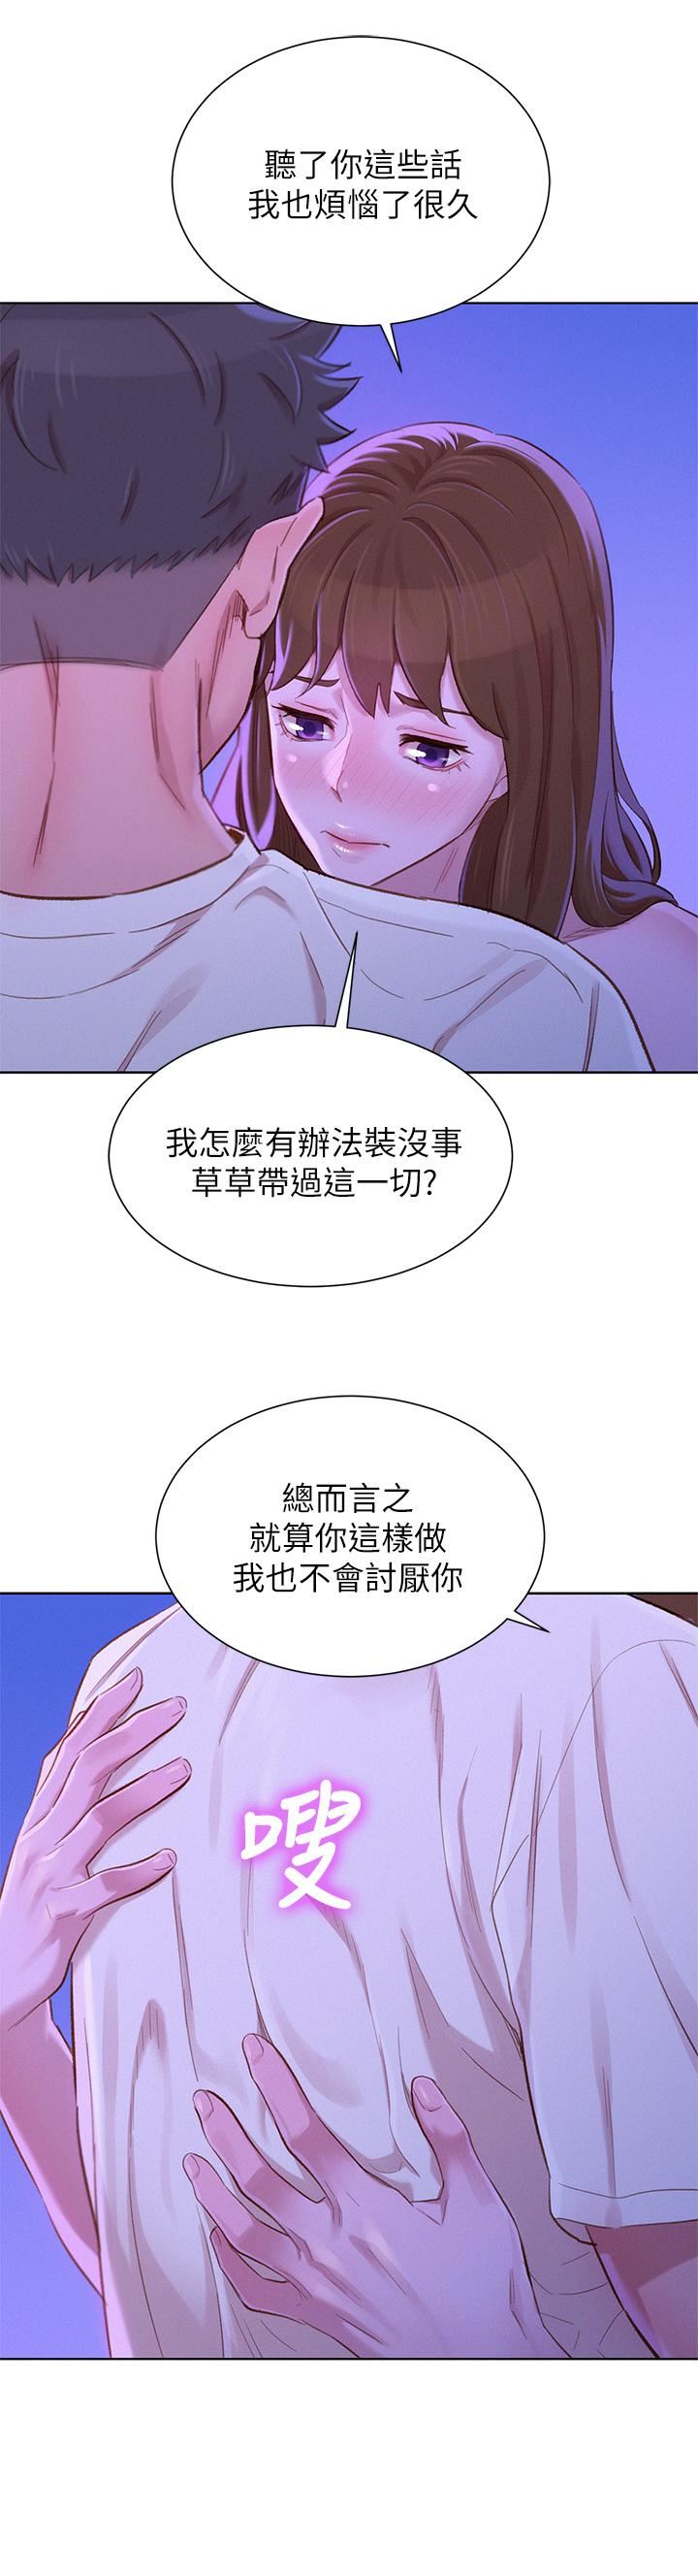 聽了你這些話
我也煩惱了很久
我怎麼有辦法裝沒事
草草帶過這一切?
總而言之
就算你這樣做
我也不會討厭你
嗖